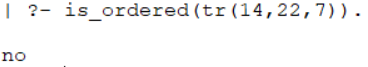 | ?- is_ordered(tr(14,22,7)).
no